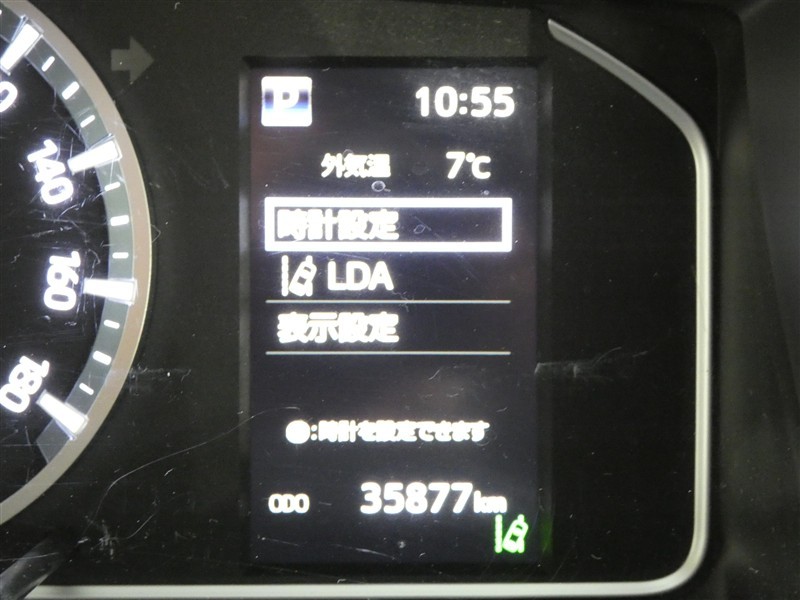 P 10:55
外気温 7℃
時計設定
LDA
表示設定
:時計を設定できます
ODO 35877km
140
160
180